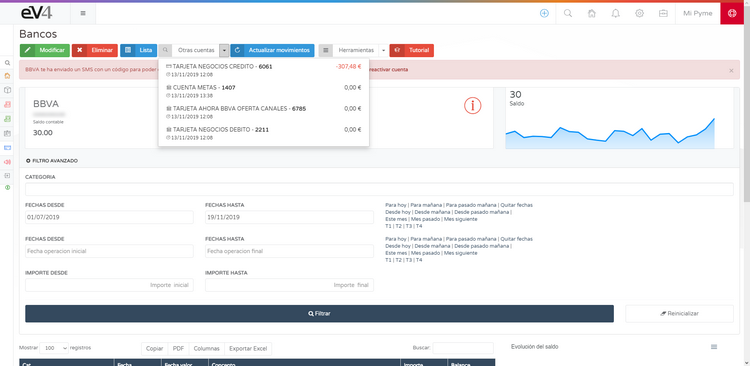 eV4
Mi Pyme
Bancos
Modificar
Eliminar
Lista
Otras cuentas
Actualizar movimientos
Herramientas
Tutorial
BBVA te ha enviado un SMS con un código para poder
reactivar cuenta
TARJETA NEGOCIOS CREDITO - 6061 -307,48 €
13/11/2019 12:08
CUENTA METAS - 1407 0,00 €
13/11/2019 13:38
TARJETA AHORA BBVA OFERTA CANALES - 6785 0,00 €
13/11/2019 12:08
TARJETA NEGOCIOS DEBITO - 2211 0,00 €
13/11/2019 12:08
BBVA
Saldo contable
30.00
30
Saldo
FILTRO AVANZADO
CATEGORIA
FECHAS DESDE
FECHAS HASTA
01/07/2019
19/11/2019
Para hoy | Para mañana | Para pasado mañana | Quitar fechas
Desde hoy | Desde mañana | Desde pasado mañana |
Este mes | Mes pasado | Mes siguiente
T1 | T2 | T3 | T4
FECHAS DESDE
FECHAS HASTA
Fecha operacion inicial
Fecha operacion final
Para hoy | Para mañana | Para pasado mañana | Quitar fechas
Desde hoy | Desde mañana | Desde pasado mañana |
Este mes | Mes pasado | Mes siguiente
T1 | T2 | T3 | T4
IMPORTE DESDE
IMPORTE HASTA
Importe inicial
Importe final
Filtrar
Reinicializar
Mostrar 100 registros
Copiar
PDF
Columnas
Exportar Excel
Buscar:
Evolución del saldo
Cat.
Fecha
Fecha valor
Concepto
Importe
Balance